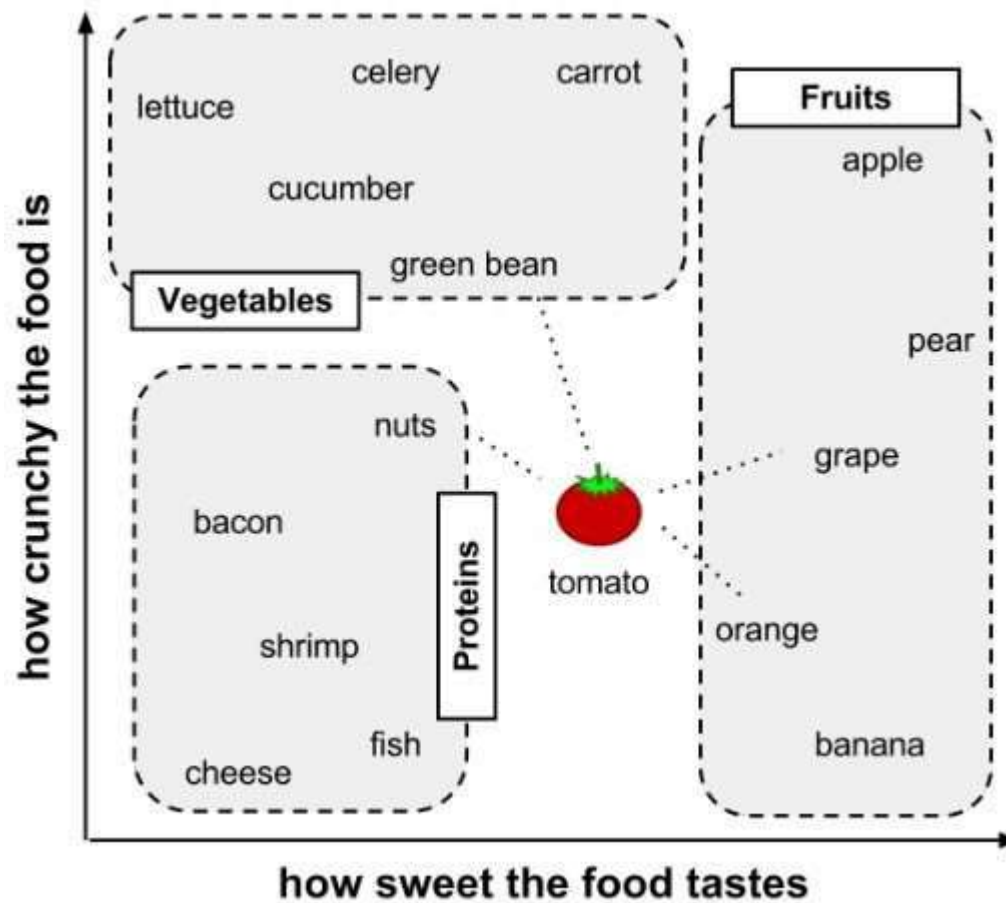 celery
carrot
lettuce
Fruits
apple
cucumber
green bean
Vegetables
pear
nuts
grape
bacon
tomato
Proteins
orange
shrimp
fish
banana
cheese
how crunchy the food is
how sweet the food tastes